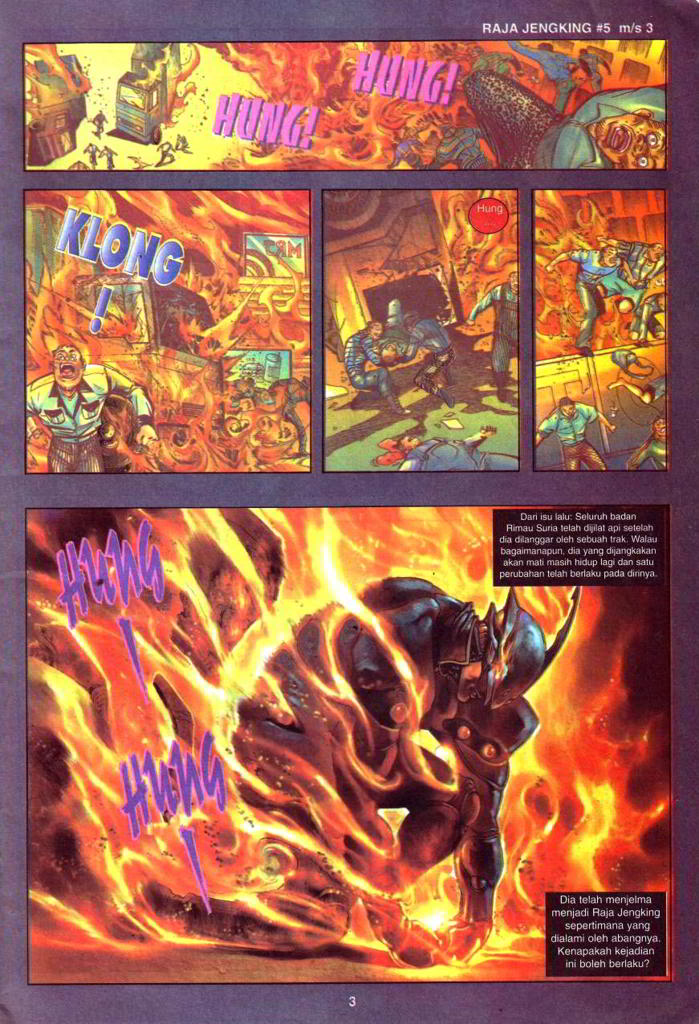 RAJA JENGKING #5 m/s 3
HUNG!
HUNG!
KLONG
!
Hung
....
Dari isu lalu: Seluruh badan
Rimau Suria telah dijilat api setelah
dia dilanggar oleh sebuah trak. Walau
bagaimanapun, dia yang dijangkakan
akan mati masih hidup lagi dan satu
perubahan telah berlaku pada dirinya.
HUNG
!
HUNG
!
Dia telah menjelma
menjadi Raja Jengking
sepertimana yang
dialami oleh abangnya.
Kenapakah kejadian
ini boleh berlaku?
3